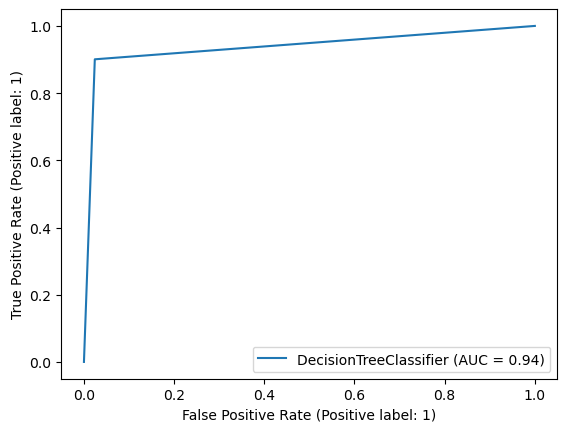 1.0
0.8
0.6
0.4
0.2
0.0
True Positive Rate (Positive label: 1)
DecisionTreeClassifier (AUC = 0.94)
0.0 0.2 0.4 0.6 0.8 1.0
False Positive Rate (Positive label: 1)